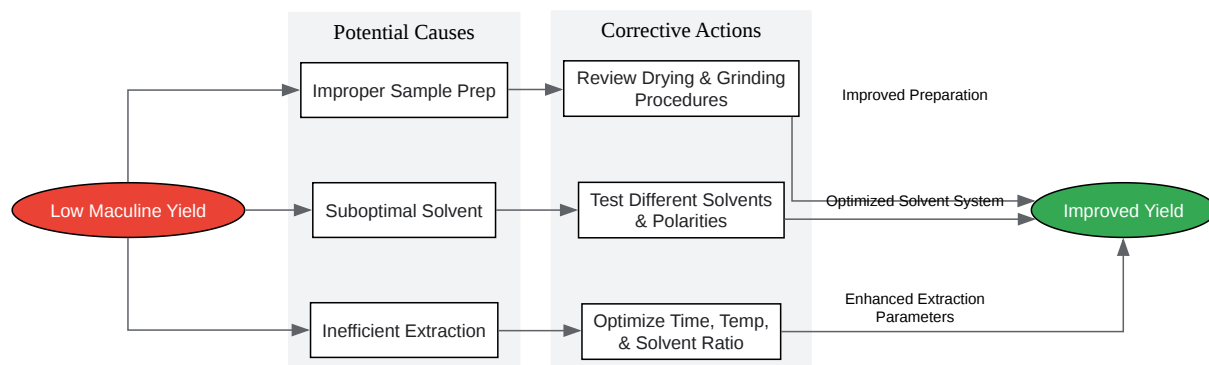 Potential Causes
Corrective Actions
Improper Sample Prep
Review Drying & Grinding
Procedures
Improved Preparation
Low Maculine Yield
Suboptimal Solvent
Test Different Solvents
& Polarities
Optimized Solvent System
Improved Yield
Inefficient Extraction
Optimize Time, Temp,
& Solvent Ratio
Enhanced Extraction
Parameters